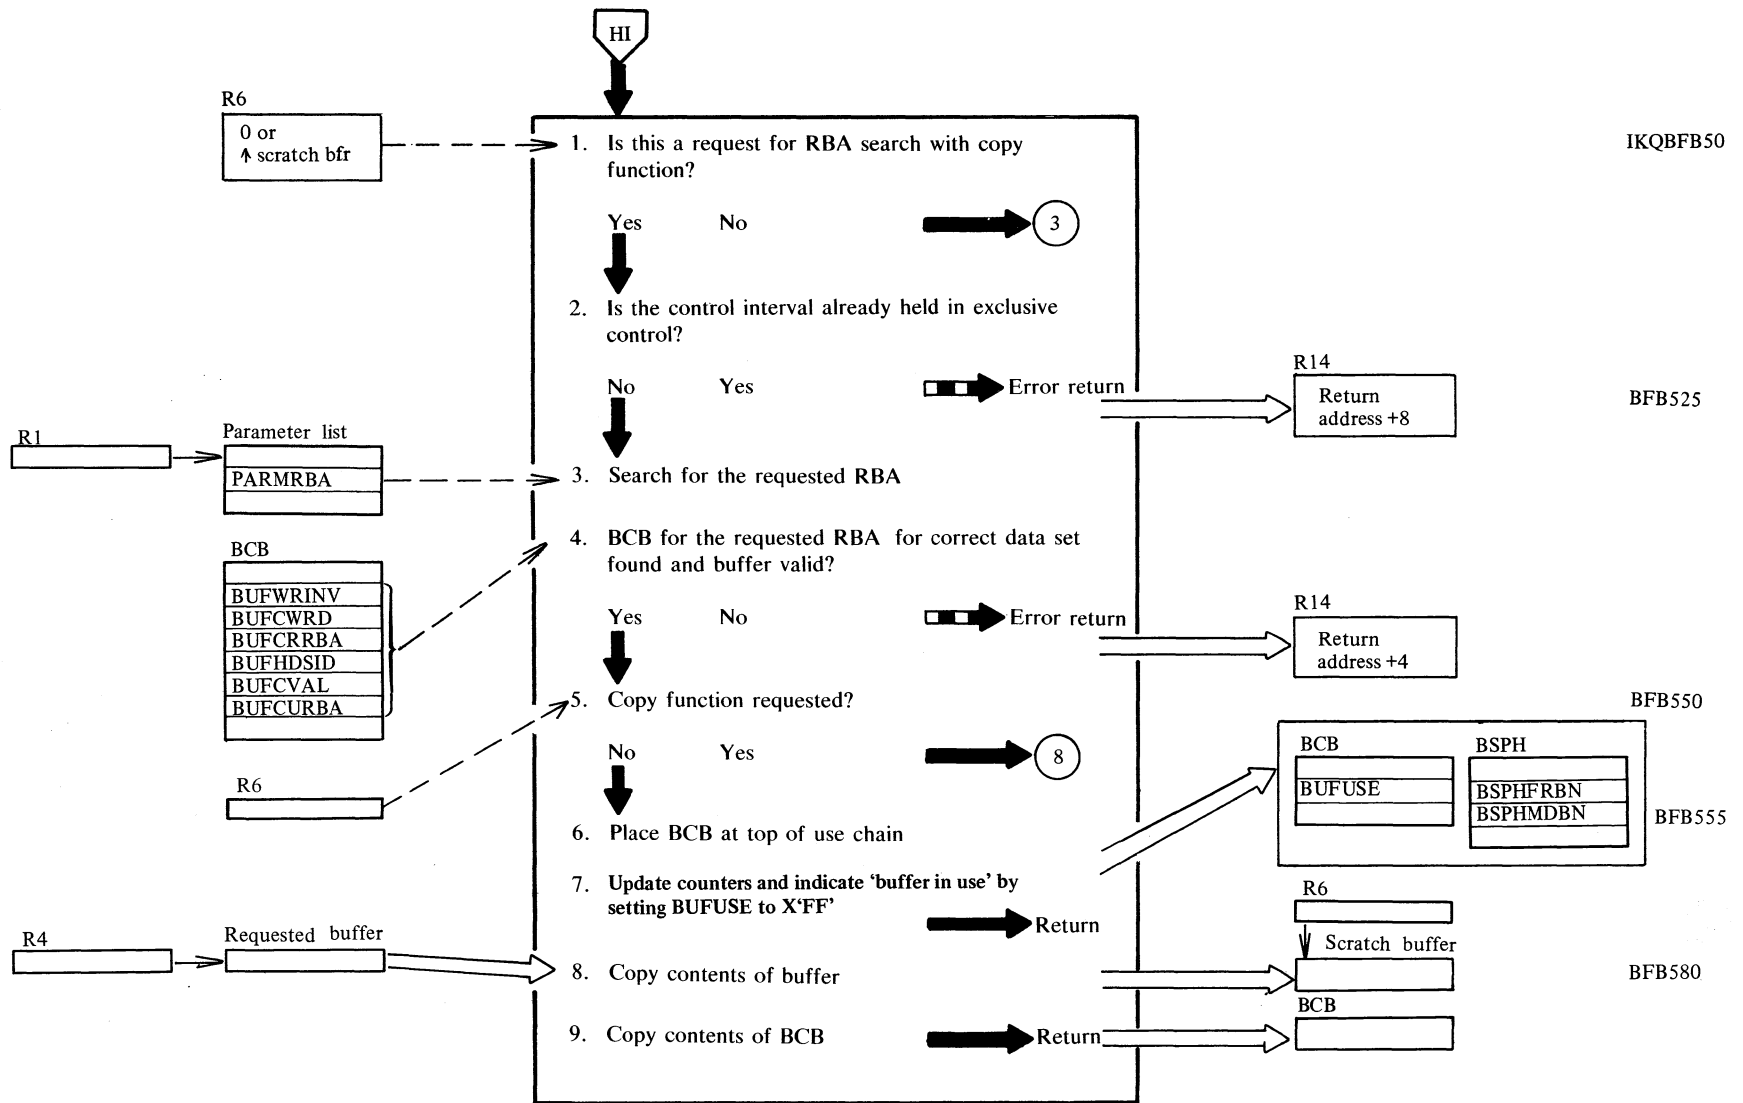 HI
R6
0 or
↑ scratch bfr
1. Is this a request for RBA search with copy
function?
IKQBFB50
Yes No 3
2. Is the control interval already held in exclusive
control?
No Yes Error return
R14
Return
address +8
BFB525
R1
Parameter list
PARMRBA
3. Search for the requested RBA
BCB
BUFWRINV
BUFCWRD
BUFCRRBA
BUFHDSID
BUFCVAL
BUFCURBA
4. BCB for the requested RBA for correct data set
found and buffer valid?
Yes No Error return
R14
Return
address +4
R6
5. Copy function requested?
BFB550
No Yes 8
BCB
BUFUSE
BSPH
BSPHFRBN
BSPHMDBN
BFB555
6. Place BCB at top of use chain
7. Update counters and indicate ‘buffer in use’ by
setting BUFUSE to X‘FF’
Return
R4
Requested buffer
8. Copy contents of buffer
R6
Scratch buffer
BFB580
9. Copy contents of BCB Return
BCB